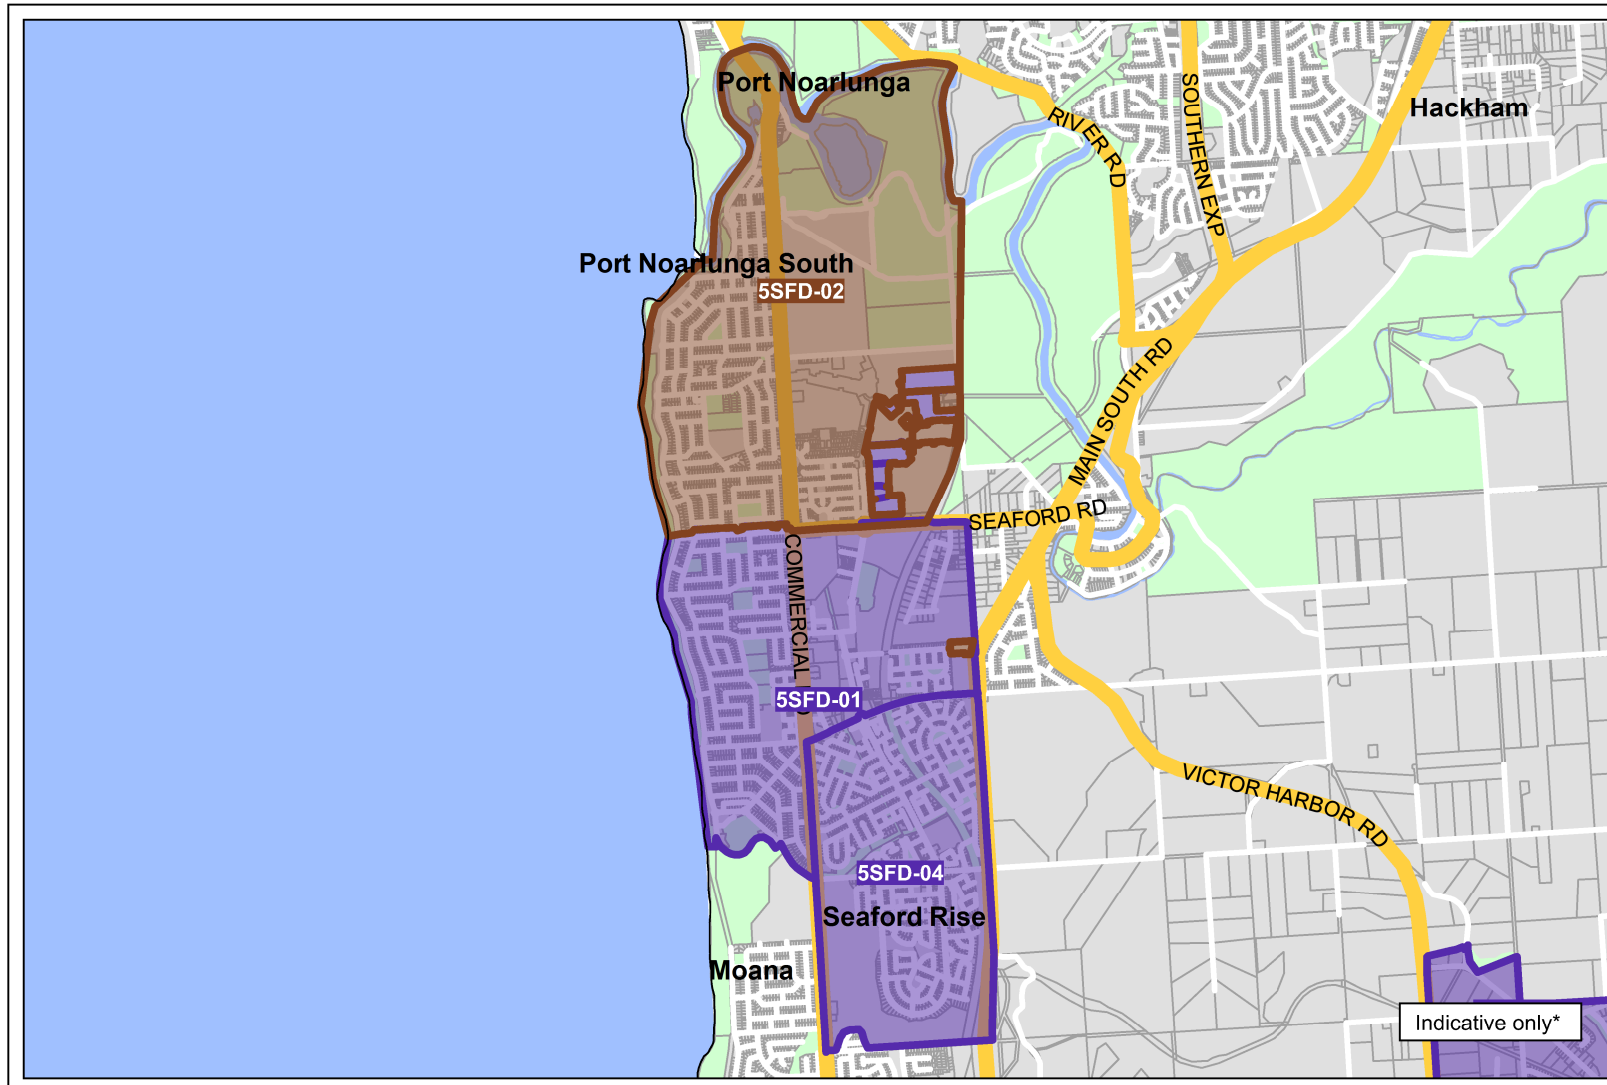 Port Noarlunga
Hackham
RIVER RD
SOUTHERN EXP
Port Noarlunga South
5SFD-02
MAIN SOUTH RD
SEAFORD RD
COMMERCIAL
5SFD-01
VICTOR HARBOR RD
5SFD-04
Seaford Rise
Moana
Indicative only*